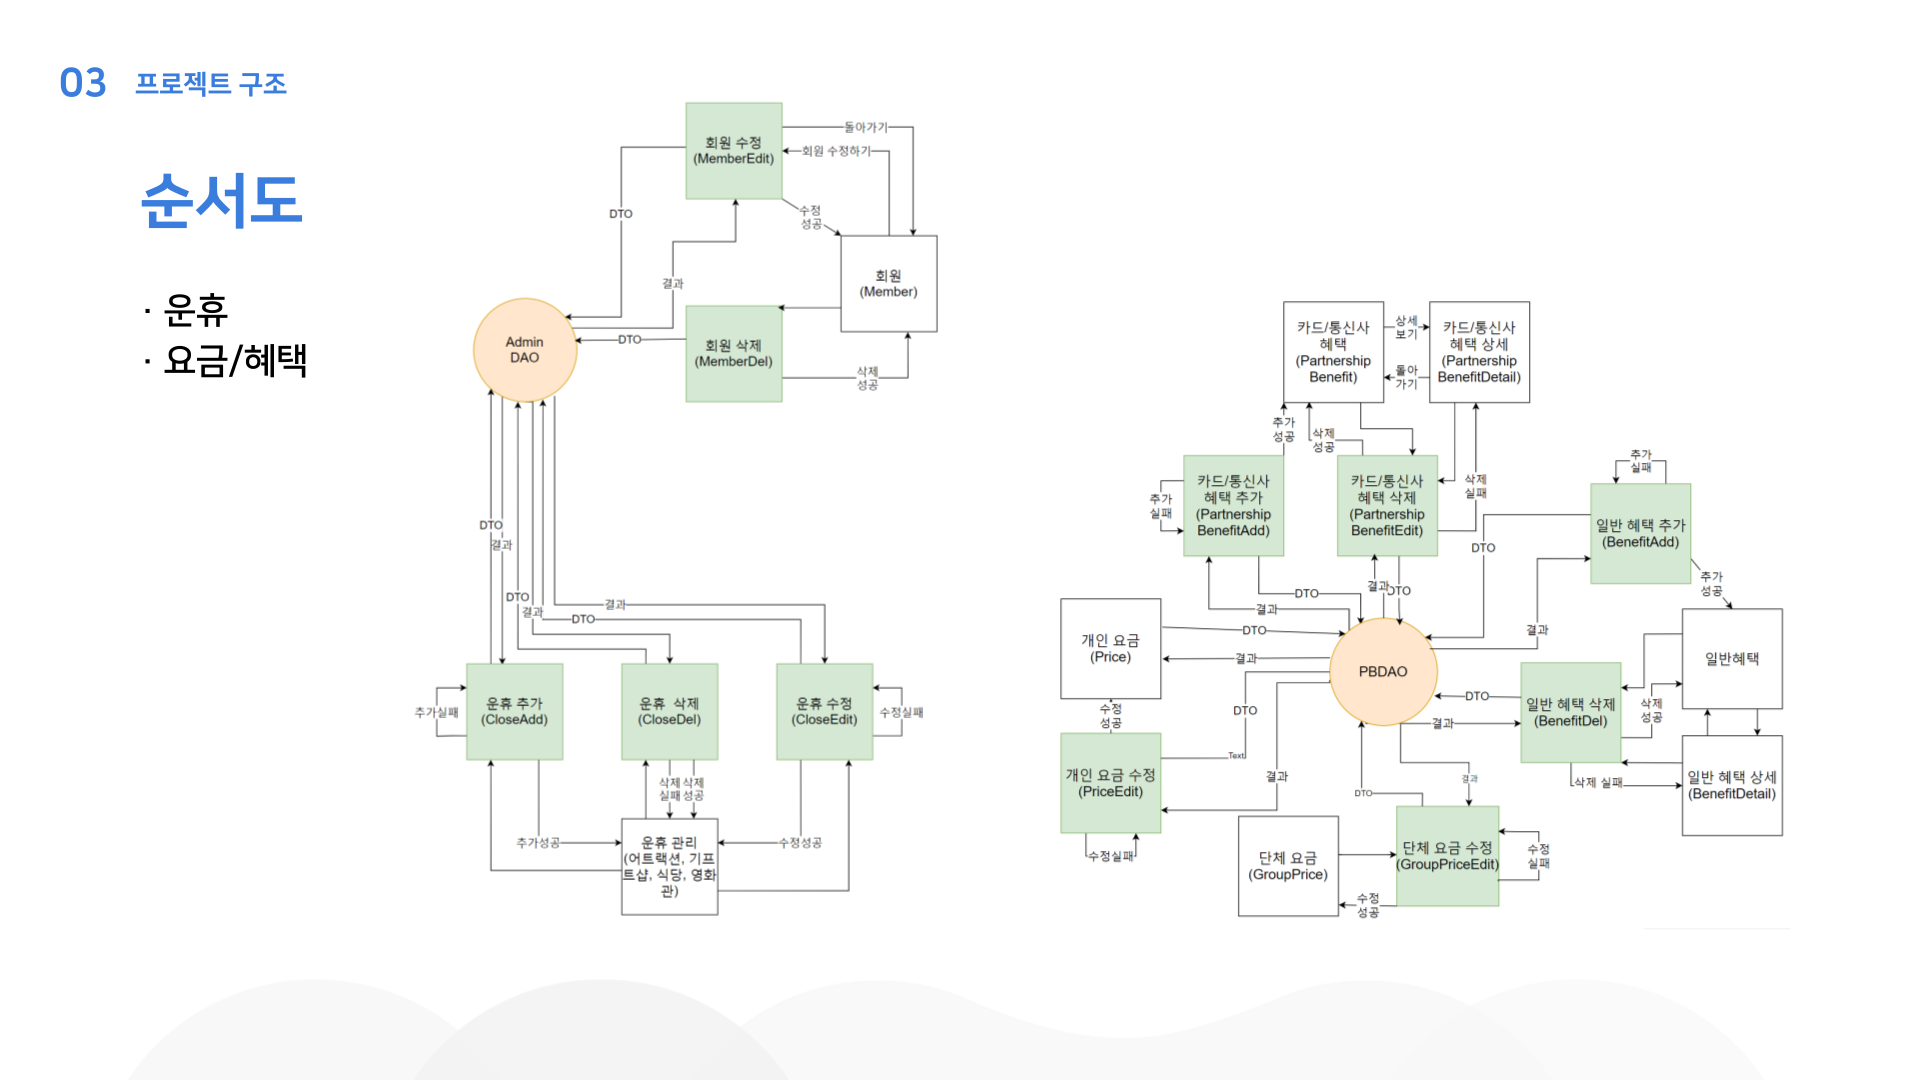 03 프로젝트 구조
순서도
· 운휴
· 요금/혜택
회원 수정
(MemberEdit)
돌아가기
회원 수정하기
수정
성공
DTO
결과
회원
(Member)
회원 삭제
(MemberDel)
DTO
삭제
성공
Admin
DAO
DTO
결과
DTO
결과
결과
DTO
운휴 추가
(CloseAdd)
추가실패
운휴 삭제
(CloseDel)
운휴 수정
(CloseEdit)
수정실패
삭제
실패
삭제
성공
추가성공
수정성공
운휴 관리
(어트랙션, 기프
트샵, 식당, 영화
관)
카드/통신사
혜택
(Partnership
Benefit)
상세
보기
돌아
가기
카드/통신사
혜택 상세
(Partnership
BenefitDetail)
추가
성공
삭제
성공
카드/통신사
혜택 추가
(Partnership
BenefitAdd)
추가
실패
카드/통신사
혜택 삭제
(Partnership
BenefitEdit)
삭제
실패
추가
실패
일반 혜택 추가
(BenefitAdd)
DTO
추가
성공
DTO
결과
결과
DTO
결과
개인 요금
(Price)
DTO
결과
PBDAO
일반혜택
일반 혜택 삭제
(BenefitDel)
DTO
결과
삭제
성공
삭제 실패
일반 혜택 상세
(BenefitDetail)
수정
성공
DTO
Text
결과
개인 요금 수정
(PriceEdit)
수정실패
결과
DTO
단체 요금
(GroupPrice)
단체 요금 수정
(GroupPriceEdit)
수정
실패
수정
성공